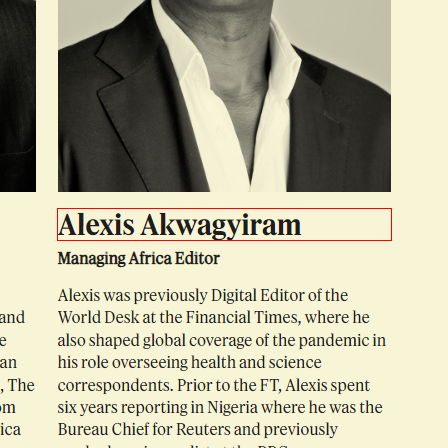 Alexis Akwagyiram
Managing Africa Editor
Alexis was previously Digital Editor of the
and World Desk at the Financial Times, where he
e also shaped global coverage of the pandemic in
an his role overseeing health and science
, The correspondents. Prior to the FT, Alexis spent
om six years reporting in Nigeria where he was the
ica Bureau Chief for Reuters and previously